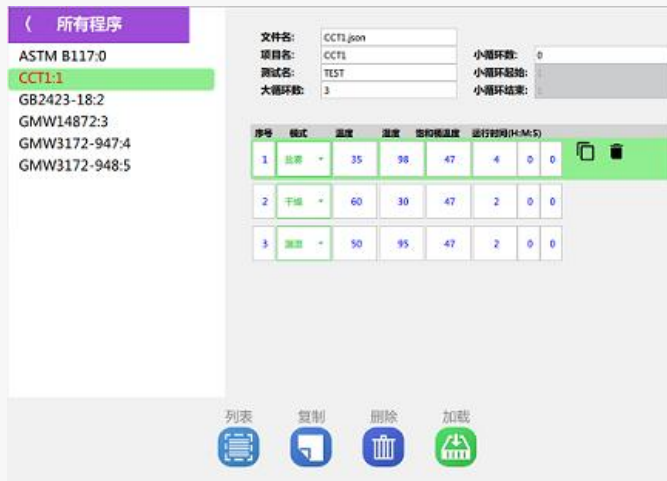 〈 所有程序
ASTM B117:0
CCT1:1
GB2423-18:2
GMW14872:3
GMW3172-947:4
GMW3172-948:5
文件名: CCT1.json
项目名: CCT1 小循环数: 0
测试名: TEST 小循环起始:
大循环数: 3 小循环结束:
序号 模式 温度 湿度 饱和桶温度 运行时间(H:M:S)
1 盐雾 35 98 47 4 0 0
2 干燥 60 30 47 2 0 0
3 湿润 50 95 47 2 0 0
列表 复制 删除 加载